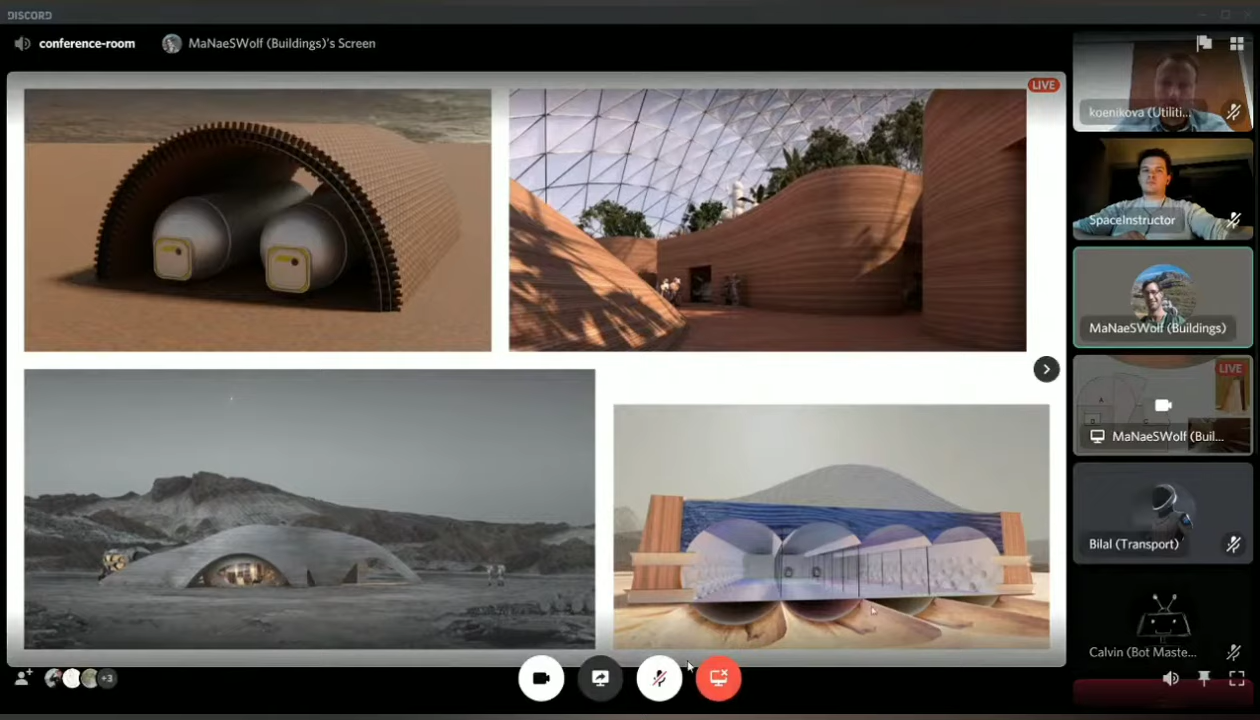 DISCORD
conference-room
MaNaeSWolf (Buildings)'s Screen
LIVE
koenikova (Utiliti...
SpaceInstructor
MaNaeSWolf (Buildings)
LIVE
MaNaeSWolf (Buil...
Bilal (Transport)
Calvin (Bot Maste...
+3